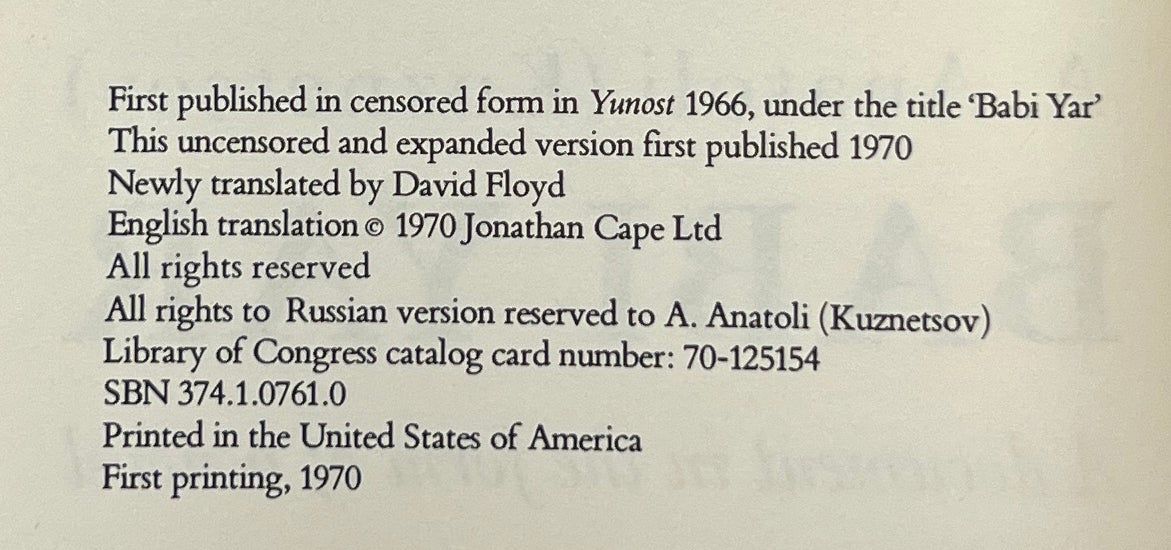 First published in censored form in Yunost 1966, under the title ‘Babi Yar’
This uncensored and expanded version first published 1970
Newly translated by David Floyd
English translation © 1970 Jonathan Cape Ltd
All rights reserved
All rights to Russian version reserved to A. Anatoli (Kuznetsov)
Library of Congress catalog card number: 70-125154
SBN 374.1.0761.0
Printed in the United States of America
First printing, 1970